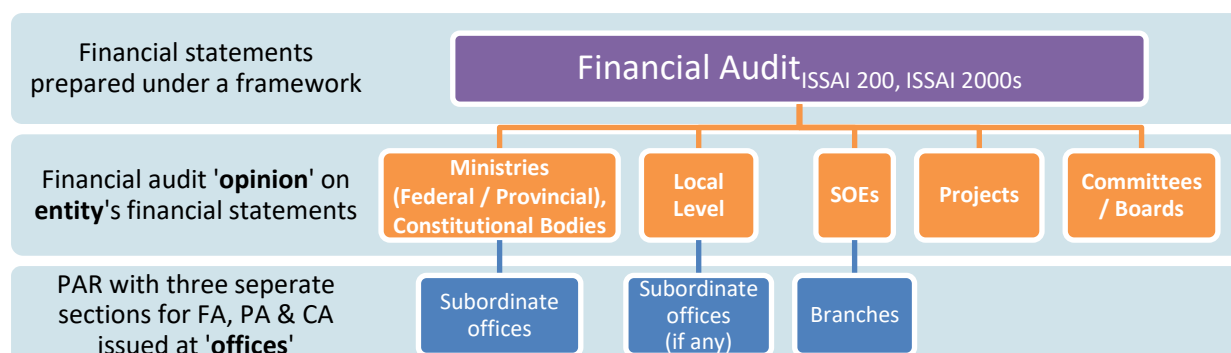 Financial statements
prepared under a framework
Financial Audit ISSAI 200, ISSAI 2000s
Financial audit 'opinion' on
entity's financial statements
Ministries
(Federal / Provincial),
Constitutional Bodies
Local
Level
SOEs
Projects
Committees
/ Boards
PAR with three seperate
sections for FA, PA & CA
issued at 'offices'
Subordinate
offices
Subordinate
offices
(if any)
Branches